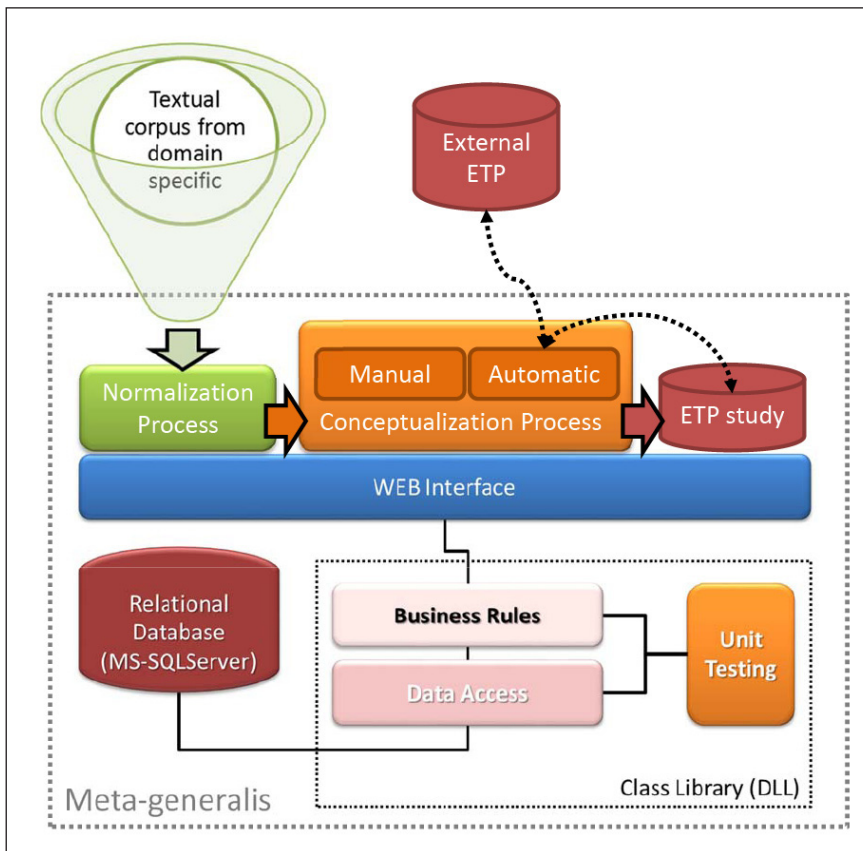 Textual
corpus from
domain
specific
External
ETP
Manual
Automatic
Normalization
Process
Conceptualization Process
ETP study
WEB Interface
Relational
Database
(MS-SQLServer)
Business Rules
Data Access
Unit
Testing
Class Library (DLL)
Meta-generalis